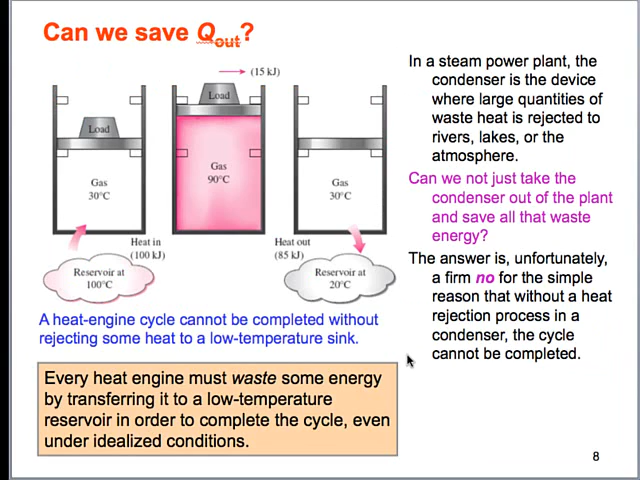 Can we save Qout?
(15 kJ)
Load
Load
Gas
30°C
Gas
90°C
Gas
30°C
Heat in
(100 kJ)
Heat out
(85 kJ)
Reservoir at
100°C
Reservoir at
20°C
A heat-engine cycle cannot be completed without
rejecting some heat to a low-temperature sink.
Every heat engine must waste some energy
by transferring it to a low-temperature
reservoir in order to complete the cycle, even
under idealized conditions.
In a steam power plant, the
condenser is the device
where large quantities of
waste heat is rejected to
rivers, lakes, or the
atmosphere.
Can we not just take the
condenser out of the plant
and save all that waste
energy?
The answer is, unfortunately,
a firm no for the simple
reason that without a heat
rejection process in a
condenser, the cycle
cannot be completed.
8